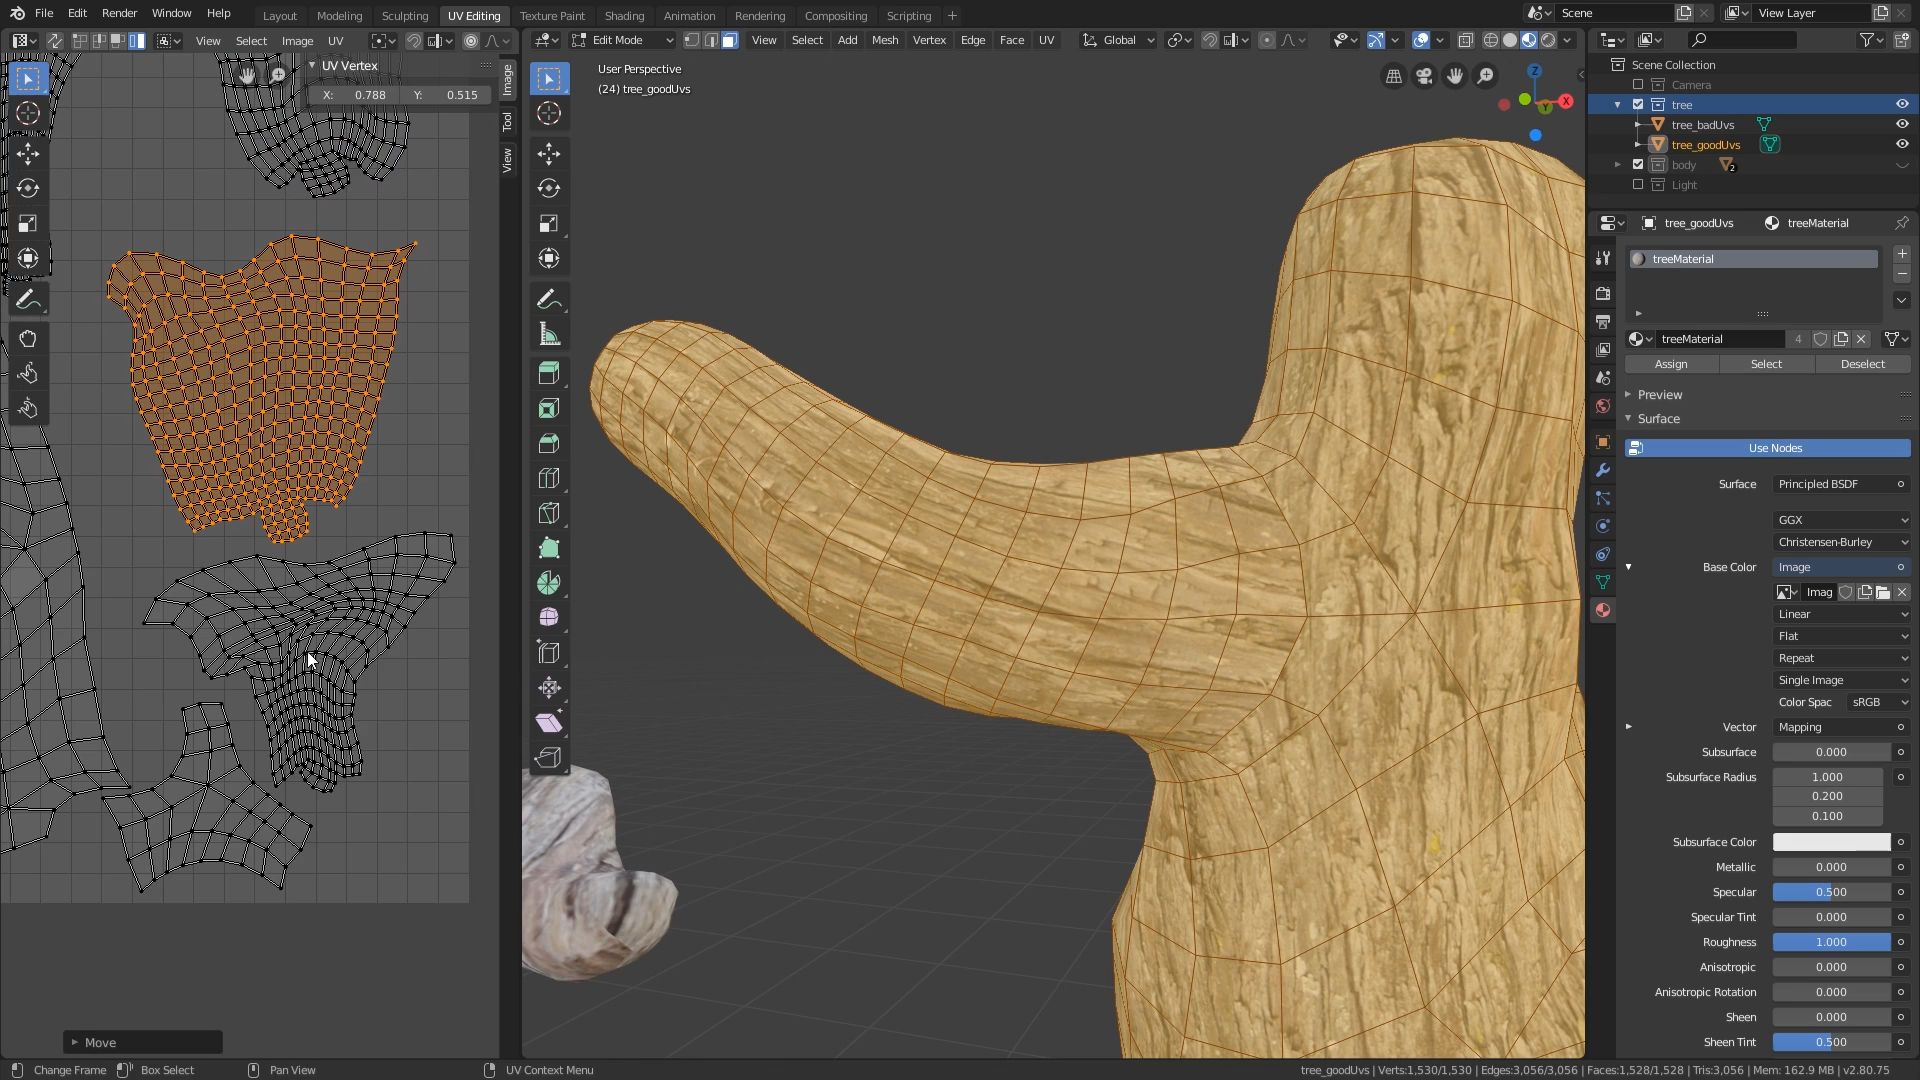 File Edit Render Window Help
Layout Modeling Sculpting UV Editing Texture Paint Shading Animation Rendering Compositing Scripting +
Scene
View Layer
View Select Image UV
Edit Mode
View Select Add Mesh Vertex Edge Face UV
Global
UV Vertex
X: 0.788 Y: 0.515
Image
Tool
View
User Perspective
(24) tree_goodUvs
Z
X
Y
Scene Collection
Camera
tree
tree_badUvs
tree_goodUvs
body
2
Light
tree_goodUvs treeMaterial
treeMaterial
treeMaterial 4
Assign Select Deselect
Preview
Surface
Use Nodes
Surface Principled BSDF
GGX
Christensen-Burley
Base Color Image
Imag
Linear
Flat
Repeat
Single Image
Color Spac sRGB
Vector Mapping
Subsurface 0.000
Subsurface Radius 1.000
0.200
0.100
Subsurface Color
Metallic 0.000
Specular 0.500
Specular Tint 0.000
Roughness 1.000
Anisotropic 0.000
Anisotropic Rotation 0.000
Sheen 0.000
Sheen Tint 0.500
Move
Change Frame Box Select Pan View UV Context Menu
tree_goodUvs | Verts:1,530/1,530 | Edges:3,056/3,056 | Faces:1,528/1,528 | Tris:3,056 | Mem: 162.9 MB | v2.80.75